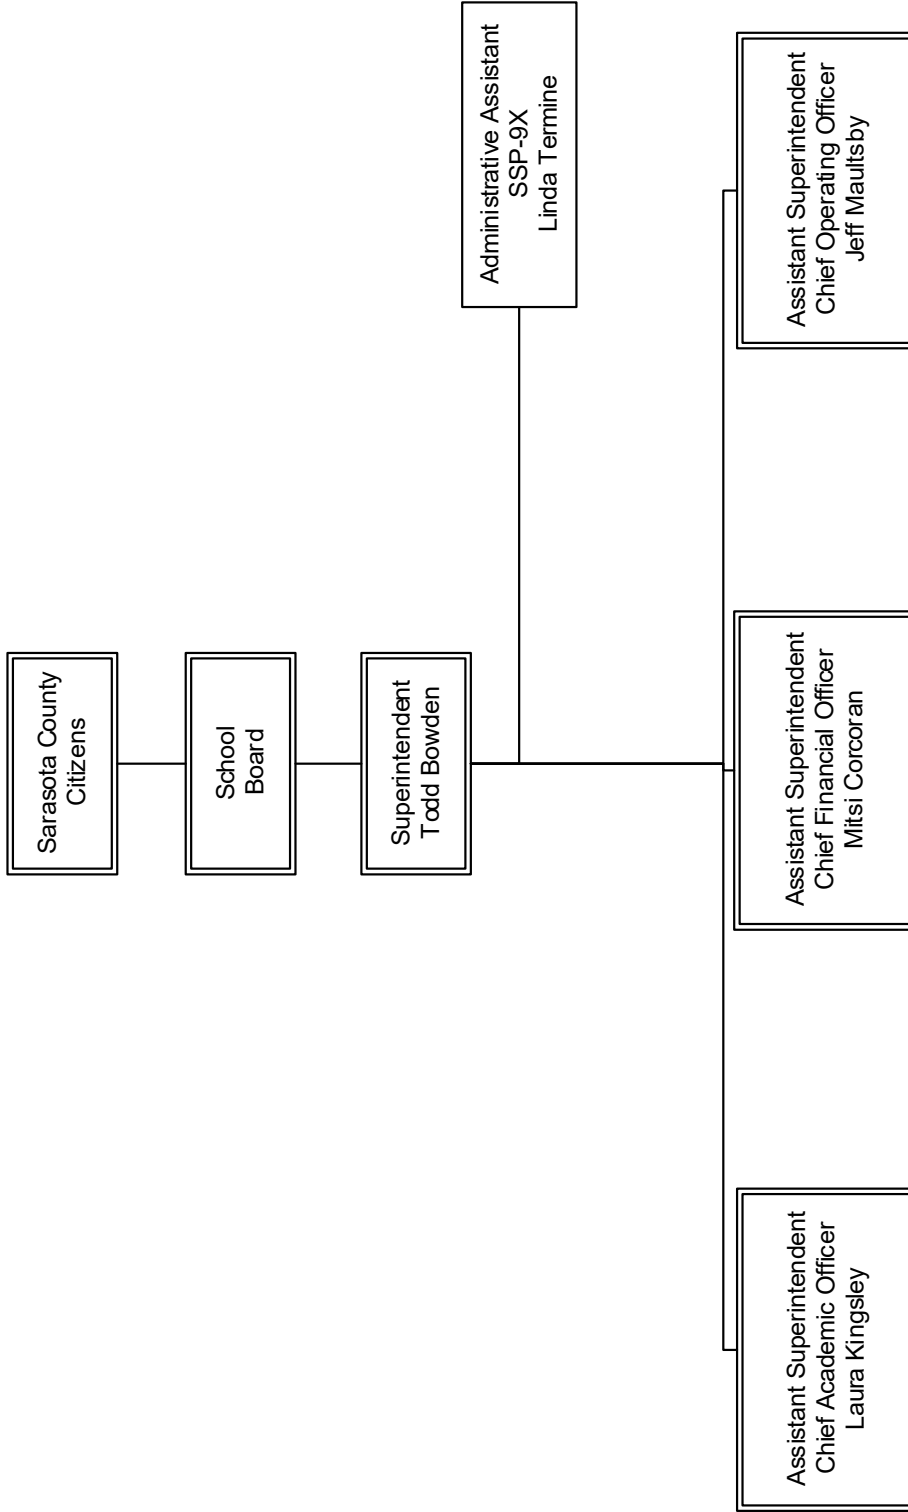 Sarasota County
Citizens
School
Board
Superintendent
Todd Bowden
Administrative Assistant
SSP-9X
Linda Termine
Assistant Superintendent
Chief Academic Officer
Laura Kingsley
Assistant Superintendent
Chief Financial Officer
Mitsi Corcoran
Assistant Superintendent
Chief Operating Officer
Jeff Maultsby